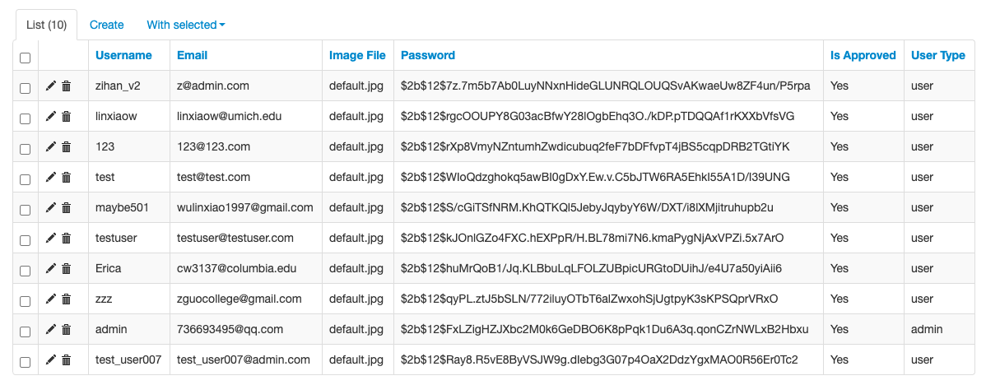 List (10) Create With selected
Username Email Image File Password Is Approved User Type
zihan_v2 z@admin.com default.jpg $2b$12$7z.7m5b7Ab0LuyNNxnHideGLUNRQLOUQSvAKwaeUw8ZF4un/P5rpa Yes user
linxiaow linxiaow@umich.edu default.jpg $2b$12$rgcOOUPY8G03acBfwY28lOgbEhq3O./kDP.pTDQQAf1rKXXbVfsVG Yes user
123 123@123.com default.jpg $2b$12$rXp8VmyNZntumhZwdicubuq2feF7bDFfvpT4jBS5cqpDRB2TGtiYK Yes user
test test@test.com default.jpg $2b$12$WIoQdzghokq5awBI0gDxY.Ew.v.C5bJTW6RA5EhkI55A1D/I39UNG Yes user
maybe501 wulinxiao1997@gmail.com default.jpg $2b$12$S/cGiTSfNRM.KhQTKQl5JebyJqybyY6W/DXT/i8lXMjitruhupb2u Yes user
testuser testuser@testuser.com default.jpg $2b$12$kJOnlGZo4FXC.hEXPpR/H.BL78mi7N6.kmaPygNjAxVPZi.5x7ArO Yes user
Erica cw3137@columbia.edu default.jpg $2b$12$huMrQoB1/Jq.KLBbuLqLFOLZUBpicURGtoDUihJ/e4U7a50yiAii6 Yes user
zzz zguocollege@gmail.com default.jpg $2b$12$qyPL.ztJ5bSLN/772iluyOTbT6alZwxohSjUgtpyK3sKPSQprVRxO Yes user
admin 736693495@qq.com default.jpg $2b$12$FxLZigHZJXbc2M0k6GeDBO6K8pPqk1Du6A3q.qonCZrNWLxB2Hbxu Yes admin
test_user007 test_user007@admin.com default.jpg $2b$12$Ray8.R5vE8ByVSJW9g.dIebg3G07p4OaX2DdzYgxMAO0R56Er0Tc2 Yes user